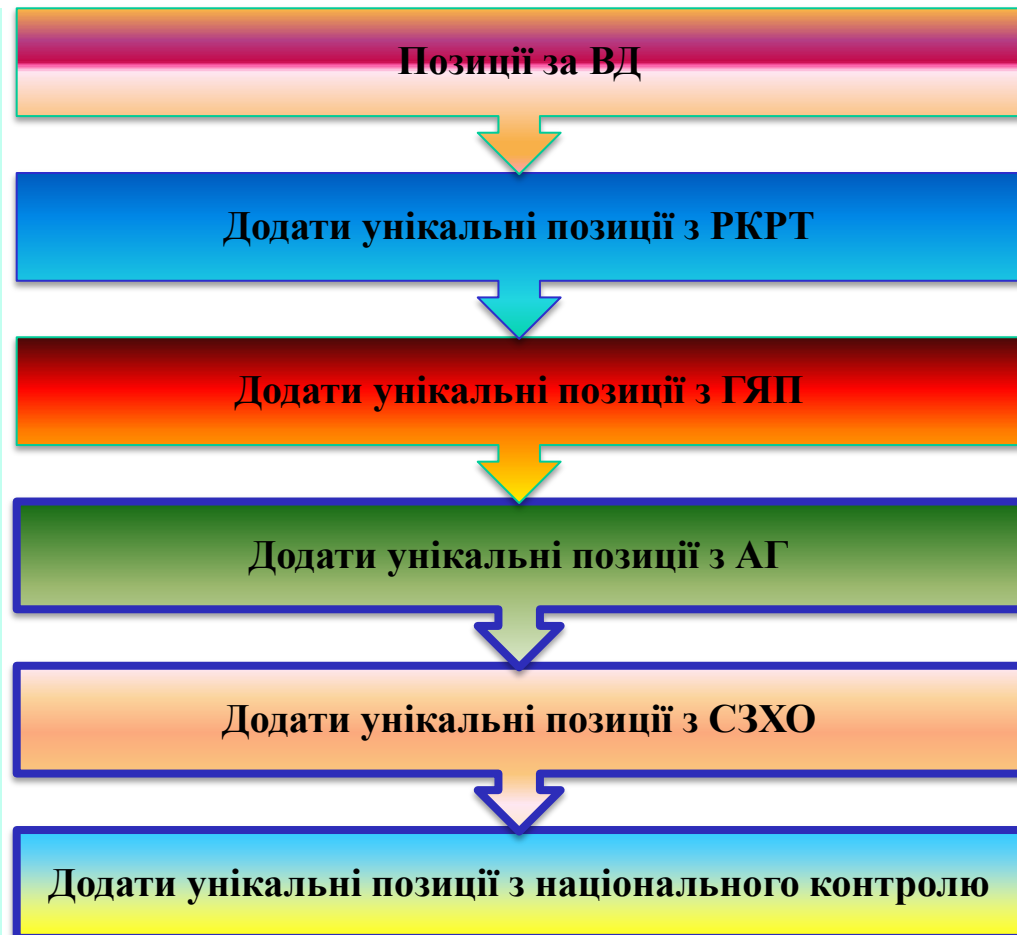 Позиції за ВД
Додати унікальні позиції з РКРТ
Додати унікальні позиції з ГЯП
Додати унікальні позиції з АГ
Додати унікальні позиції з СЗХО
Додати унікальні позиції з національного контролю